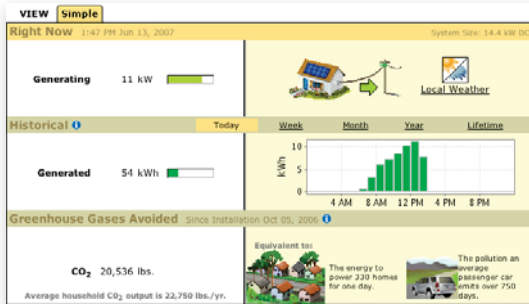 VIEW Simple
Right Now 1:47 PM Jun 13, 2007 System Size: 14.4 kW DC
Generating 11 kW
Local Weather
Historical Today Week Month Year Lifetime
Generated 54 kWh
kWh
10
5
0
4 AM 8 AM 12 PM 4 PM 8 PM
Greenhouse Gases Avoided Since Installation Oct 05, 2006
Equivalent to:
CO2 20,536 lbs.
Average household CO2 output is 22,750 lbs./yr.
The energy to
power 330 homes
for one day.
The pollution an
average
passenger car
emits over 750
days.